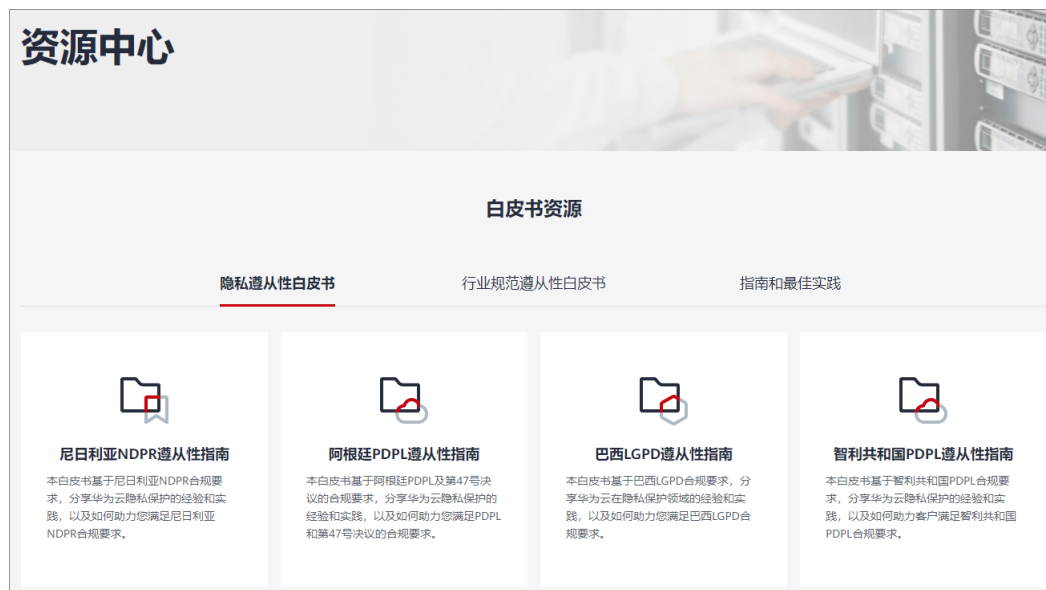 资源中心
白皮书资源
隐私遵从性白皮书
行业规范遵从性白皮书
指南和最佳实践
尼日利亚NDPR遵从性指南
本白皮书基于尼日利亚NDPR合规要
求，分享华为云隐私保护的经验和实
践，以及如何助力您满足尼日利亚
NDPR合规要求。
阿根廷PDPL遵从性指南
本白皮书基于阿根廷PDPL及第47号决
议的合规要求，分享华为云隐私保护的
经验和实践，以及如何助力您满足PDPL
和第47号决议的合规要求。
巴西LGPD遵从性指南
本白皮书基于巴西LGPD合规要求，分
享华为云在隐私保护领域的经验和实
践，以及如何助力您满足巴西LGPD合
规要求。
智利共和国PDPL遵从性指南
本白皮书基于智利共和国PDPL合规要
求，分享华为云隐私保护的经验和实
践，以及如何助力客户满足智利共和国
PDPL合规要求。